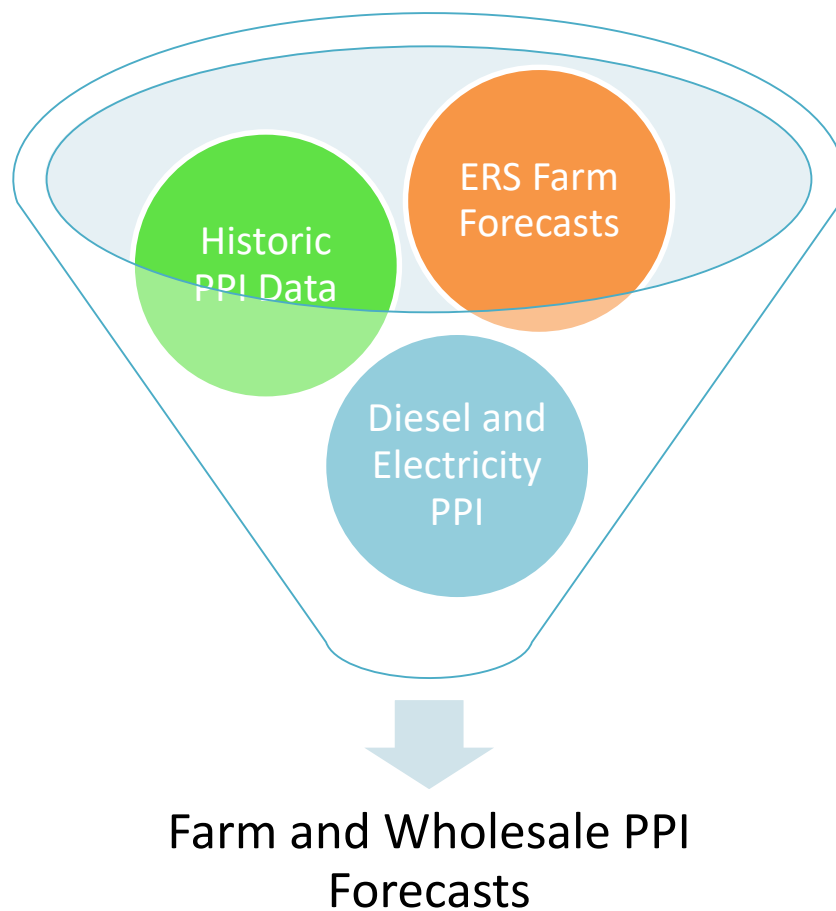 ERS Farm
Forecasts
Historic
PPI Data
Diesel and
Electricity
PPI
Farm and Wholesale PPI
Forecasts